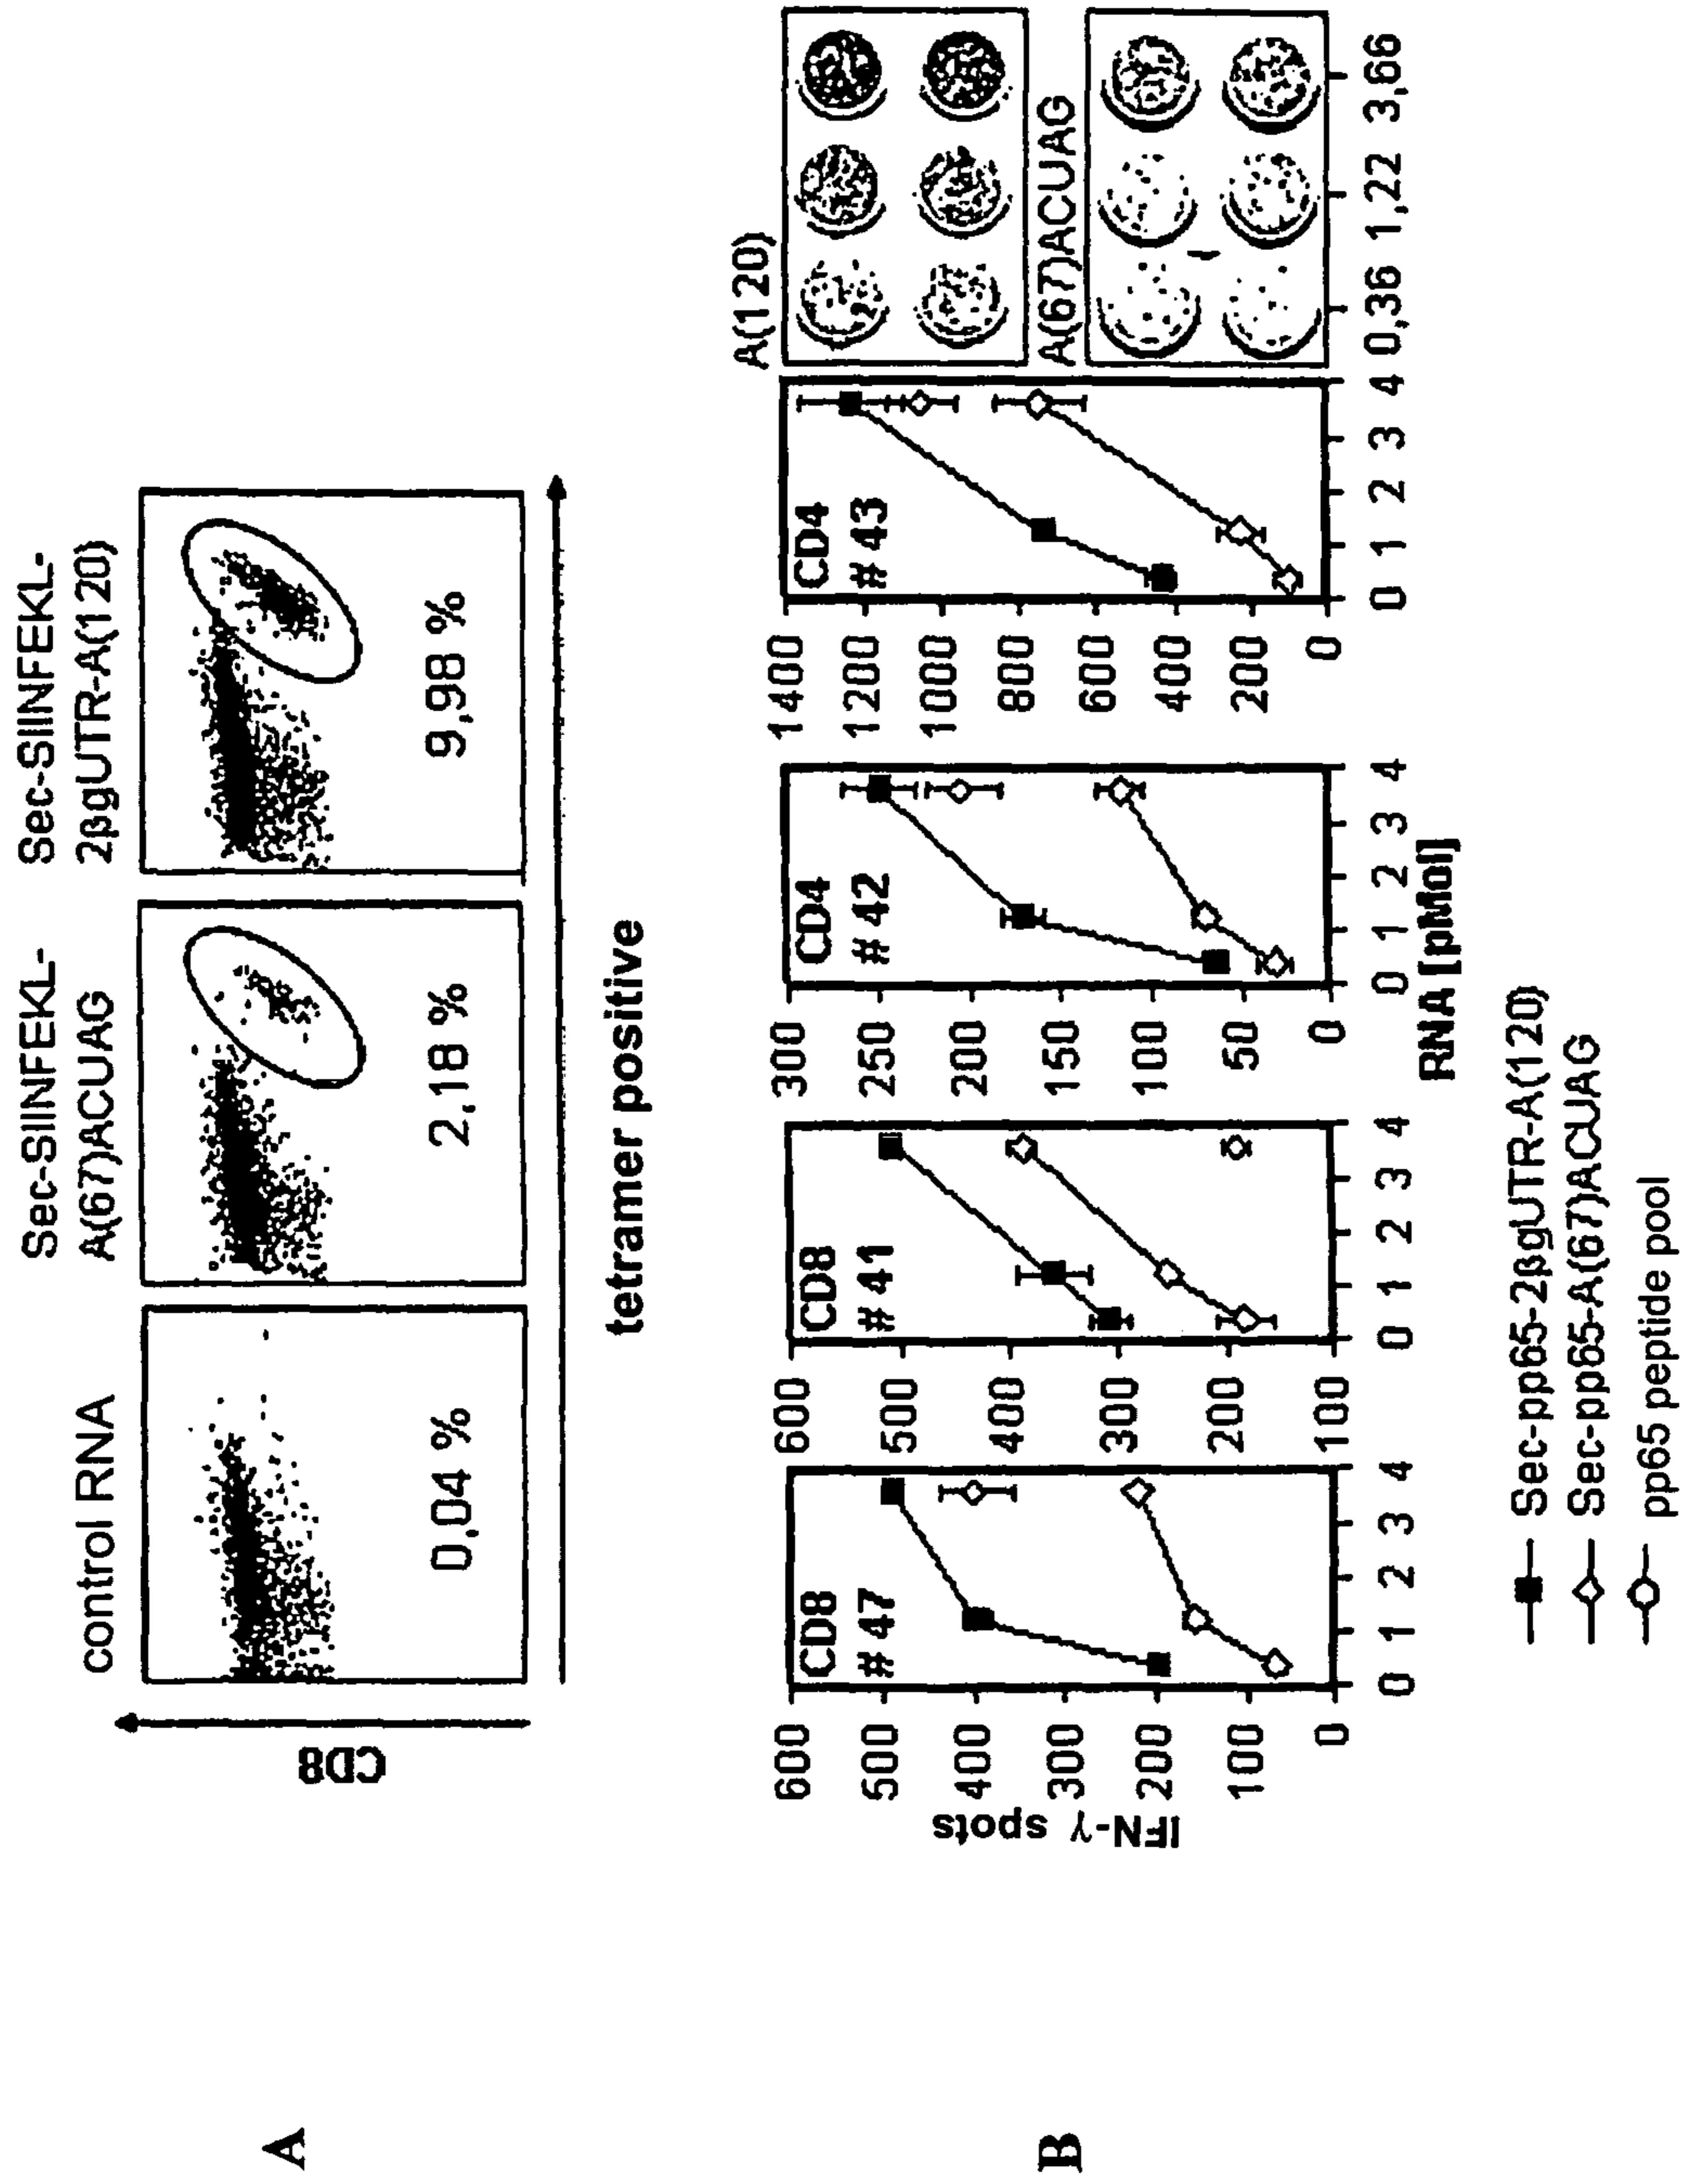 A
control RNA
Sec-SIINFEKL-
A(67)ACUAG
Sec-SIINFEKL-
2βgUTR-A(120)
CD8
0,04 %
2,18 %
9,98 %
tetramer positive
B
IFN-γ spots
600
500
400
300
200
100
0
CD8
# 47
0 1 2 3 4
600
500
400
300
200
100
CD8
# 41
0 1 2 3 4
300
250
200
150
100
50
0
CD4
# 42
0 1 2 3 4
1400
1200
1000
800
600
400
200
0
CD4
# 43
0 1 2 3 4
A(120)
A(67)ACUAG
0,36 1,22 3,66
RNA [pMol]
Sec-pp65-2βgUTR-A(120)
Sec-pp65-A(67)ACUAG
pp65 peptide pool